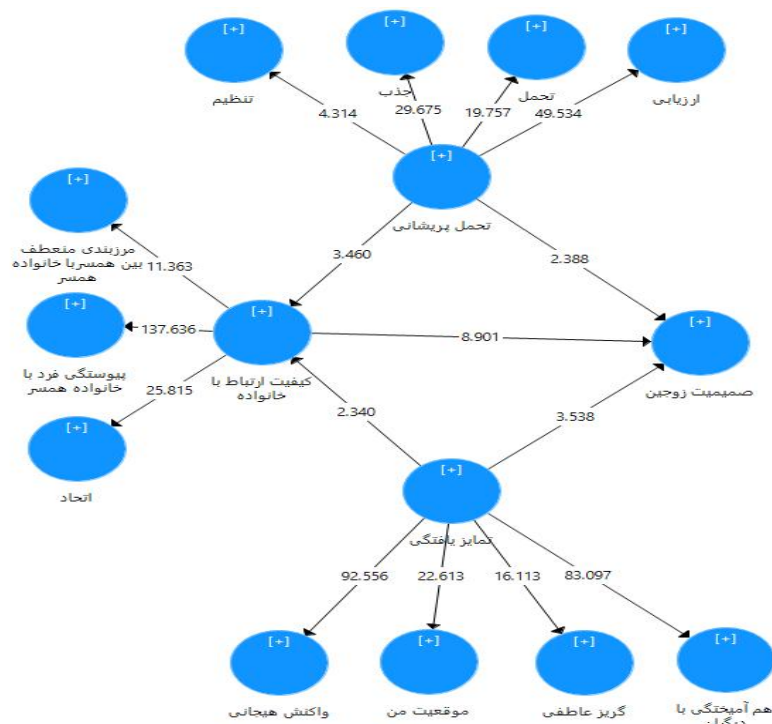 [+]
[+]
[+]
[+]
ارزیابی
تحمل
جذب
تنظیم
4.314
29.675
19.757
49.534
[+]
تحمل پریشانی
[+]
مرزبندی منعطف
بین همسربا خانواده
همسر
11.363
3.460
2.388
[+]
137.636
پیوستگی فرد با
خانواده همسر
[+]
کیفیت ارتباط با
خانواده
8.901
[+]
صمیمیت زوجین
25.815
[+]
اتحاد
2.340
3.538
[+]
تمایز یافتگی
92.556
22.613
16.113
83.097
[+]
[+]
[+]
[+]
هم آمیختگی با
دیگران
گریز عاطفی
موقعیت من
واکنش هیجانی